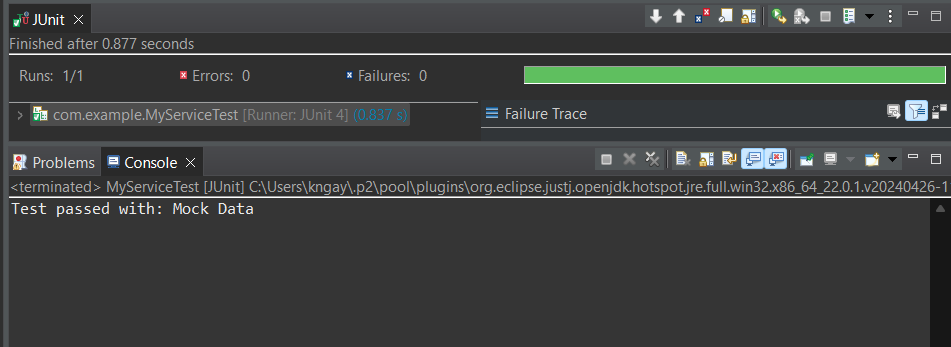 JUnit
Finished after 0.877 seconds
Runs: 1/1 Errors: 0 Failures: 0
com.example.MyServiceTest [Runner: JUnit 4] (0.837 s) Failure Trace
Problems Console
<terminated> MyServiceTest [JUnit] C:\Users\kngay\.p2\pool\plugins\org.eclipse.justj.openjdk.hotspot.jre.full.win32.x86_64_22.0.1.v20240426-1
Test passed with: Mock Data